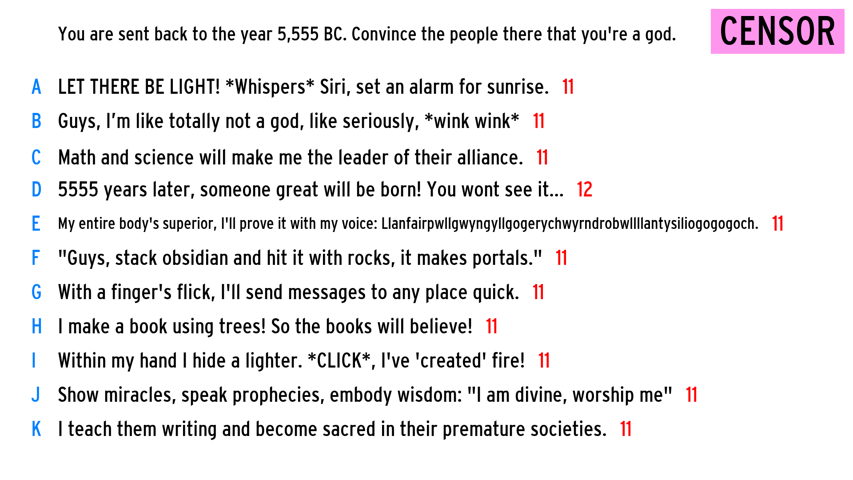 You are sent back to the year 5,555 BC. Convince the people there that you're a god.
CENSOR
A LET THERE BE LIGHT! *Whispers* Siri, set an alarm for sunrise. 11
B Guys, I’m like totally not a god, like seriously, *wink wink* 11
C Math and science will make me the leader of their alliance. 11
D 5555 years later, someone great will be born! You wont see it... 12
E My entire body's superior, I'll prove it with my voice: Llanfairpwllgwyngyllgogerychwyrndrobwllllantysiliogogogoch. 11
F "Guys, stack obsidian and hit it with rocks, it makes portals." 11
G With a finger's flick, I'll send messages to any place quick. 11
H I make a book using trees! So the books will believe! 11
I Within my hand I hide a lighter. *CLICK*, I've 'created' fire! 11
J Show miracles, speak prophecies, embody wisdom: "I am divine, worship me" 11
K I teach them writing and become sacred in their premature societies. 11